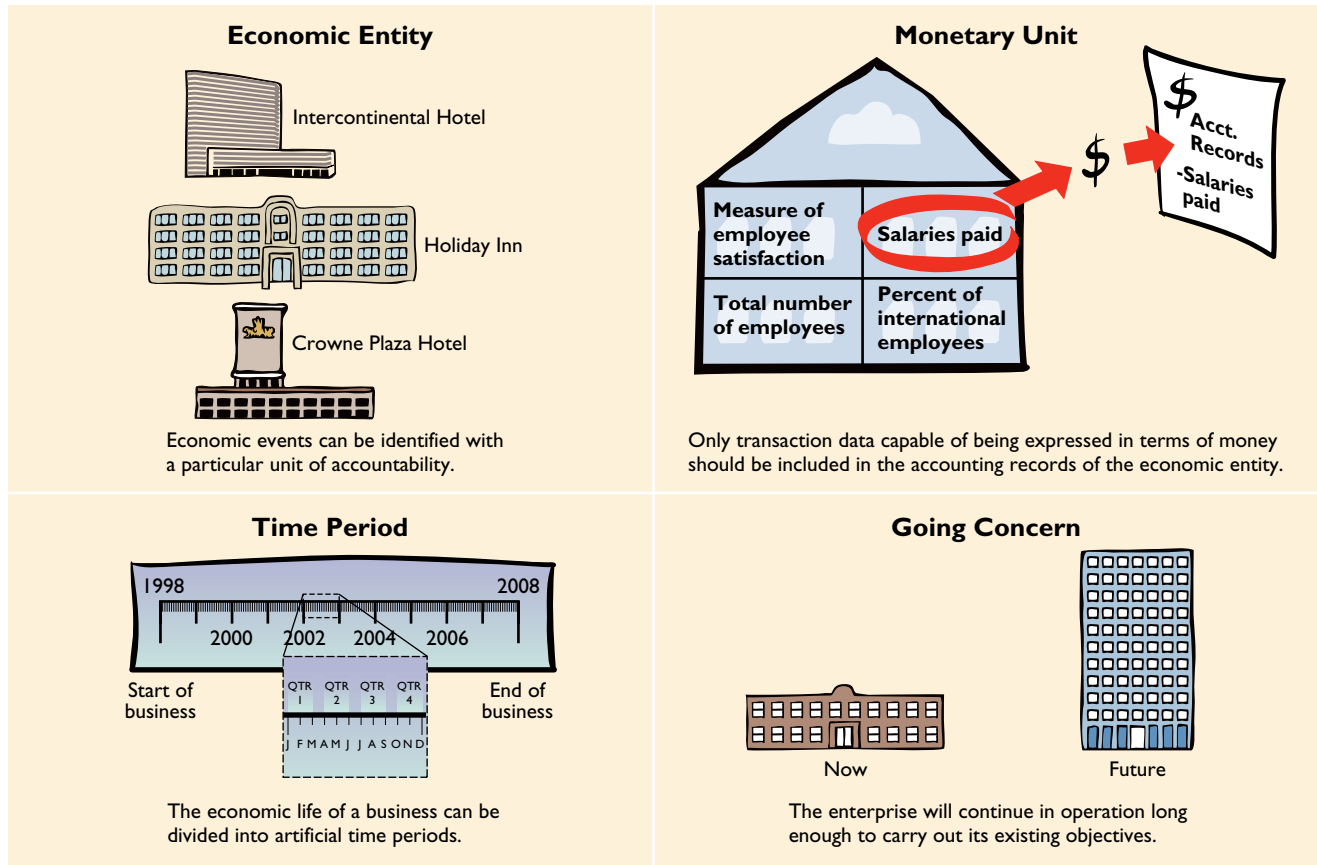 Economic Entity
Intercontinental Hotel
Holiday Inn
Crowne Plaza Hotel
Economic events can be identified with
a particular unit of accountability.
Monetary Unit
Measure of
employee
satisfaction
Salaries paid
Total number
of employees
Percent of
international
employees
$
$
Acct.
Records
-Salaries
paid
Only transaction data capable of being expressed in terms of money
should be included in the accounting records of the economic entity.
Time Period
1998 2008
2000 2002 2004 2006
Start of
business
End of
business
QTR QTR QTR QTR
1 2 3 4
J F M A M J J A S O N D
The economic life of a business can be
divided into artificial time periods.
Going Concern
Now
Future
The enterprise will continue in operation long
enough to carry out its existing objectives.